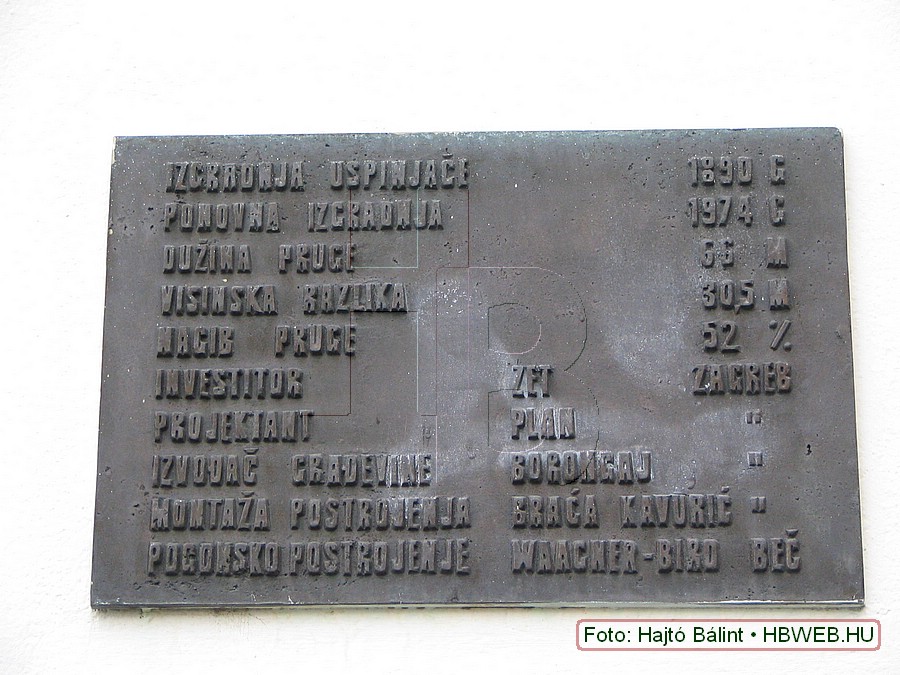 IZGRADNJA USPINJAČE 1890 G
PONOVNA IZGRADNJA 1974 G
DUŽINA PRUGE 66 M
VISINSKA RAZLIKA 30,5 M
NAGIB PRUGE 52 %
INVESTITOR ZET ZAGREB
PROJEKTANT PLAN "
IZVOĐAČ GRAĐEVINE BORONGAJ "
MONTAŽA POSTROJENJA BRAĆA KAVURIĆ "
POGONSKO POSTROJENJE WAAGNER-BIRO BEČ
Foto: Hajtó Bálint • HBWEB.HU